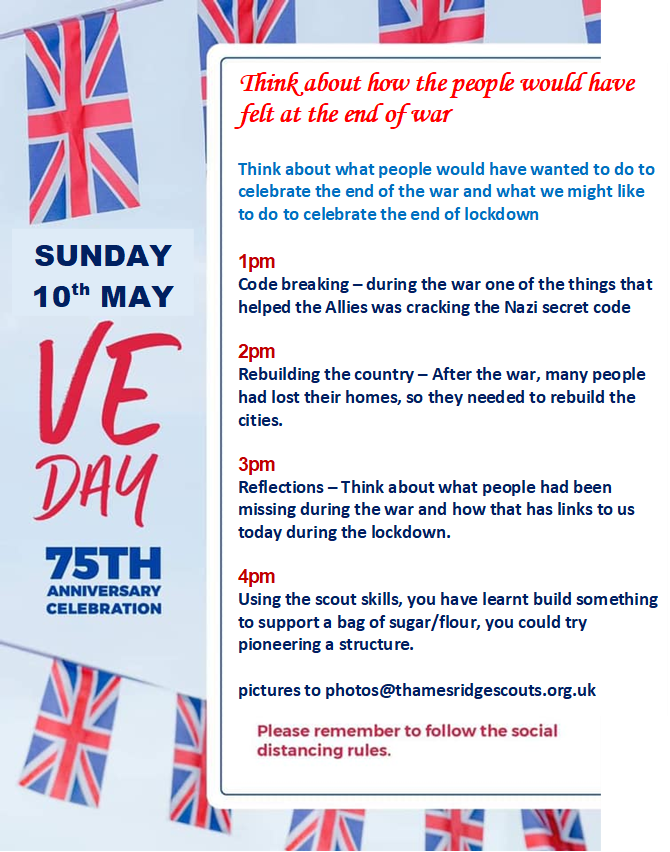 Think about how the people would have
felt at the end of war
Think about what people would have wanted to do to
celebrate the end of the war and what we might like
to do to celebrate the end of lockdown
SUNDAY
10th MAY
VE
DAY
75TH
ANNIVERSARY
CELEBRATION
1pm
Code breaking – during the war one of the things that
helped the Allies was cracking the Nazi secret code
2pm
Rebuilding the country – After the war, many people
had lost their homes, so they needed to rebuild the
cities.
3pm
Reflections – Think about what people had been
missing during the war and how that has links to us
today during the lockdown.
4pm
Using the scout skills, you have learnt build something
to support a bag of sugar/flour, you could try
pioneering a structure.
pictures to photos@thamesridgescouts.org.uk
Please remember to follow the social
distancing rules.